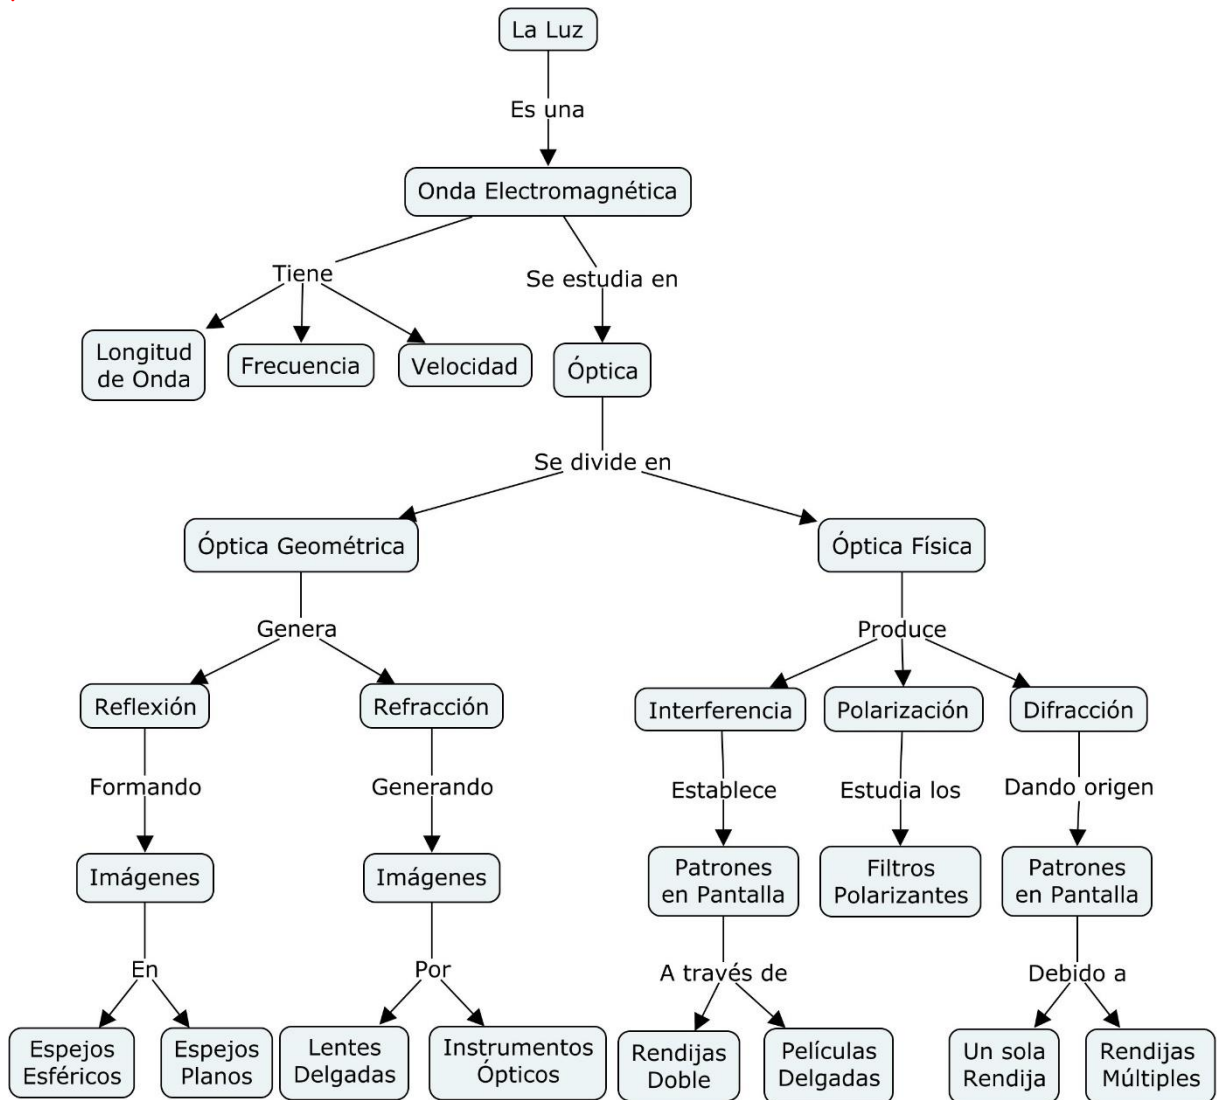 La Luz
Es una
Onda Electromagnética
Tiene
Se estudia en
Longitud
de Onda
Frecuencia
Velocidad
Óptica
Se divide en
Óptica Geométrica
Óptica Física
Genera
Produce
Reflexión
Refracción
Interferencia
Polarización
Difracción
Formando
Generando
Establece
Estudia los
Dando origen
Imágenes
Imágenes
Patrones
en Pantalla
Filtros
Polarizantes
Patrones
en Pantalla
En
Por
A través de
Debido a
Espejos
Esféricos
Espejos
Planos
Lentes
Delgadas
Instrumentos
Ópticos
Rendijas
Doble
Películas
Delgadas
Un sola
Rendija
Rendijas
Múltiples